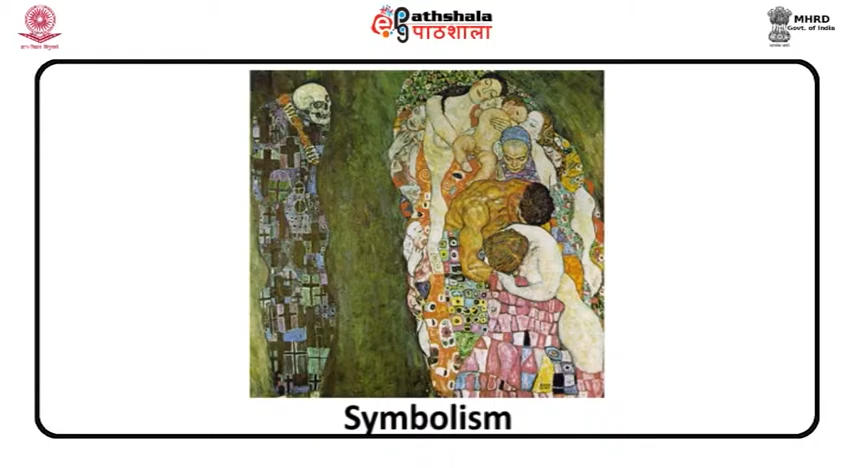 ePathshala
पाठशाला
MHRD
Govt. of India
Symbolism